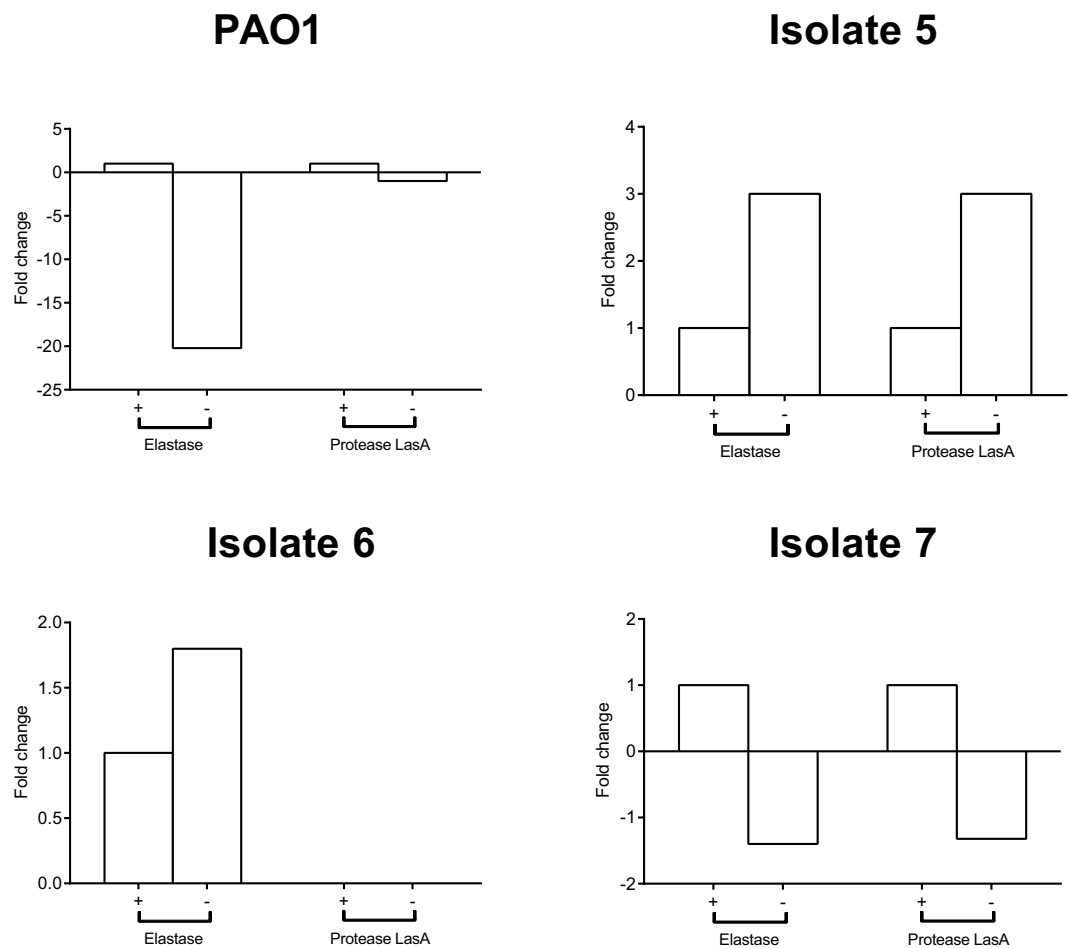 PAO1
Isolate 5
5
0
-5
-10
-15
-20
-25
Fold change
+ - + -
Elastase Protease LasA
4
3
2
1
0
Fold change
+ - + -
Elastase Protease LasA
Isolate 6
Isolate 7
2.0
1.5
1.0
0.5
0.0
Fold change
+ - + -
Elastase Protease LasA
2
1
0
-1
-2
Fold change
+ - + -
Elastase Protease LasA